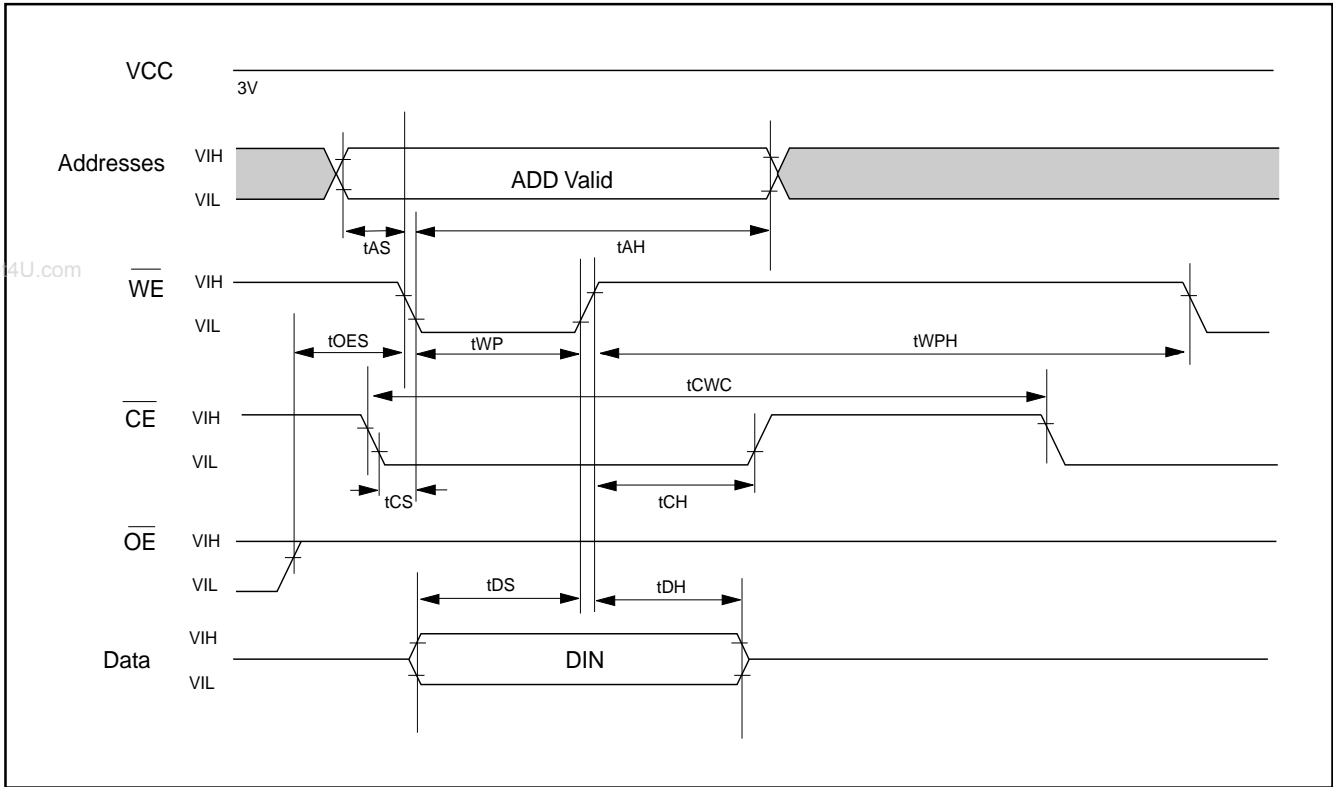 VCC
3V
Addresses
VIH
ADD Valid
VIL
tAS
tAH
t4U.com
WE
VIH
VIL
tOES
tWP
tWPH
tCWC
CE
VIH
VIL
tCS
tCH
OE
VIH
VIL
tDS
tDH
VIH
Data
DIN
VIL